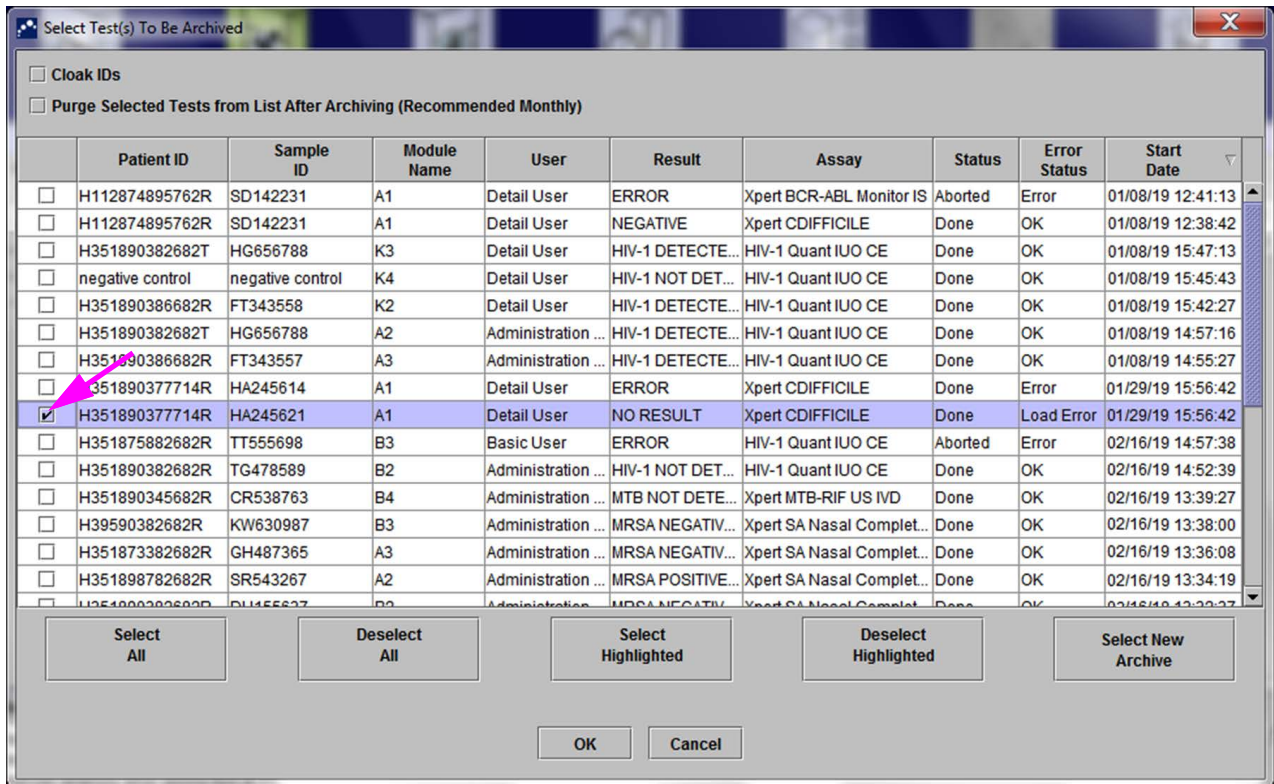 Select Test(s) To Be Archived
Cloak IDs
Purge Selected Tests from List After Archiving (Recommended Monthly)
Patient ID Sample ID Module Name User Result Assay Status Error Status Start Date
H112874895762R SD142231 A1 Detail User ERROR Xpert BCR-ABL Monitor IS Aborted Error 01/08/19 12:41:13
H112874895762R SD142231 A1 Detail User NEGATIVE Xpert CDIFFICILE Done OK 01/08/19 12:38:42
H351890382682T HG656788 K3 Detail User HIV-1 DETECTE... HIV-1 Quant IUO CE Done OK 01/08/19 15:47:13
negative control negative control K4 Detail User HIV-1 NOT DET... HIV-1 Quant IUO CE Done OK 01/08/19 15:45:43
H351890386682R FT343558 K2 Detail User HIV-1 DETECTE... HIV-1 Quant IUO CE Done OK 01/08/19 15:42:27
H351890382682T HG656788 A2 Administration ... HIV-1 DETECTE... HIV-1 Quant IUO CE Done OK 01/08/19 14:57:16
H351890386682R FT343557 A3 Administration ... HIV-1 DETECTE... HIV-1 Quant IUO CE Done OK 01/08/19 14:55:27
H351890377714R HA245614 A1 Detail User ERROR Xpert CDIFFICILE Done Error 01/29/19 15:56:42
H351890377714R HA245621 A1 Detail User NO RESULT Xpert CDIFFICILE Done Load Error 01/29/19 15:56:42
H351875882682R TT555698 B3 Basic User ERROR HIV-1 Quant IUO CE Aborted Error 02/16/19 14:57:38
H351890382682R TG478589 B2 Administration ... HIV-1 NOT DET... HIV-1 Quant IUO CE Done OK 02/16/19 14:52:39
H351890345682R CR538763 B4 Administration ... MTB NOT DETE... Xpert MTB-RIF US IVD Done OK 02/16/19 13:39:27
H39590382682R KW630987 B3 Administration ... MRSA NEGATIV... Xpert SA Nasal Complet... Done OK 02/16/19 13:38:00
H351873382682R GH487365 A3 Administration ... MRSA NEGATIV... Xpert SA Nasal Complet... Done OK 02/16/19 13:36:08
H351898782682R SR543267 A2 Administration ... MRSA POSITIVE... Xpert SA Nasal Complet... Done OK 02/16/19 13:34:19
Select All Deselect All Select Highlighted Deselect Highlighted Select New Archive
OK Cancel